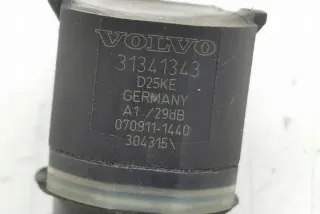 VOLVO
31341343
D25KE
GERMANY
A1 /29dB
070911-1440
304315\